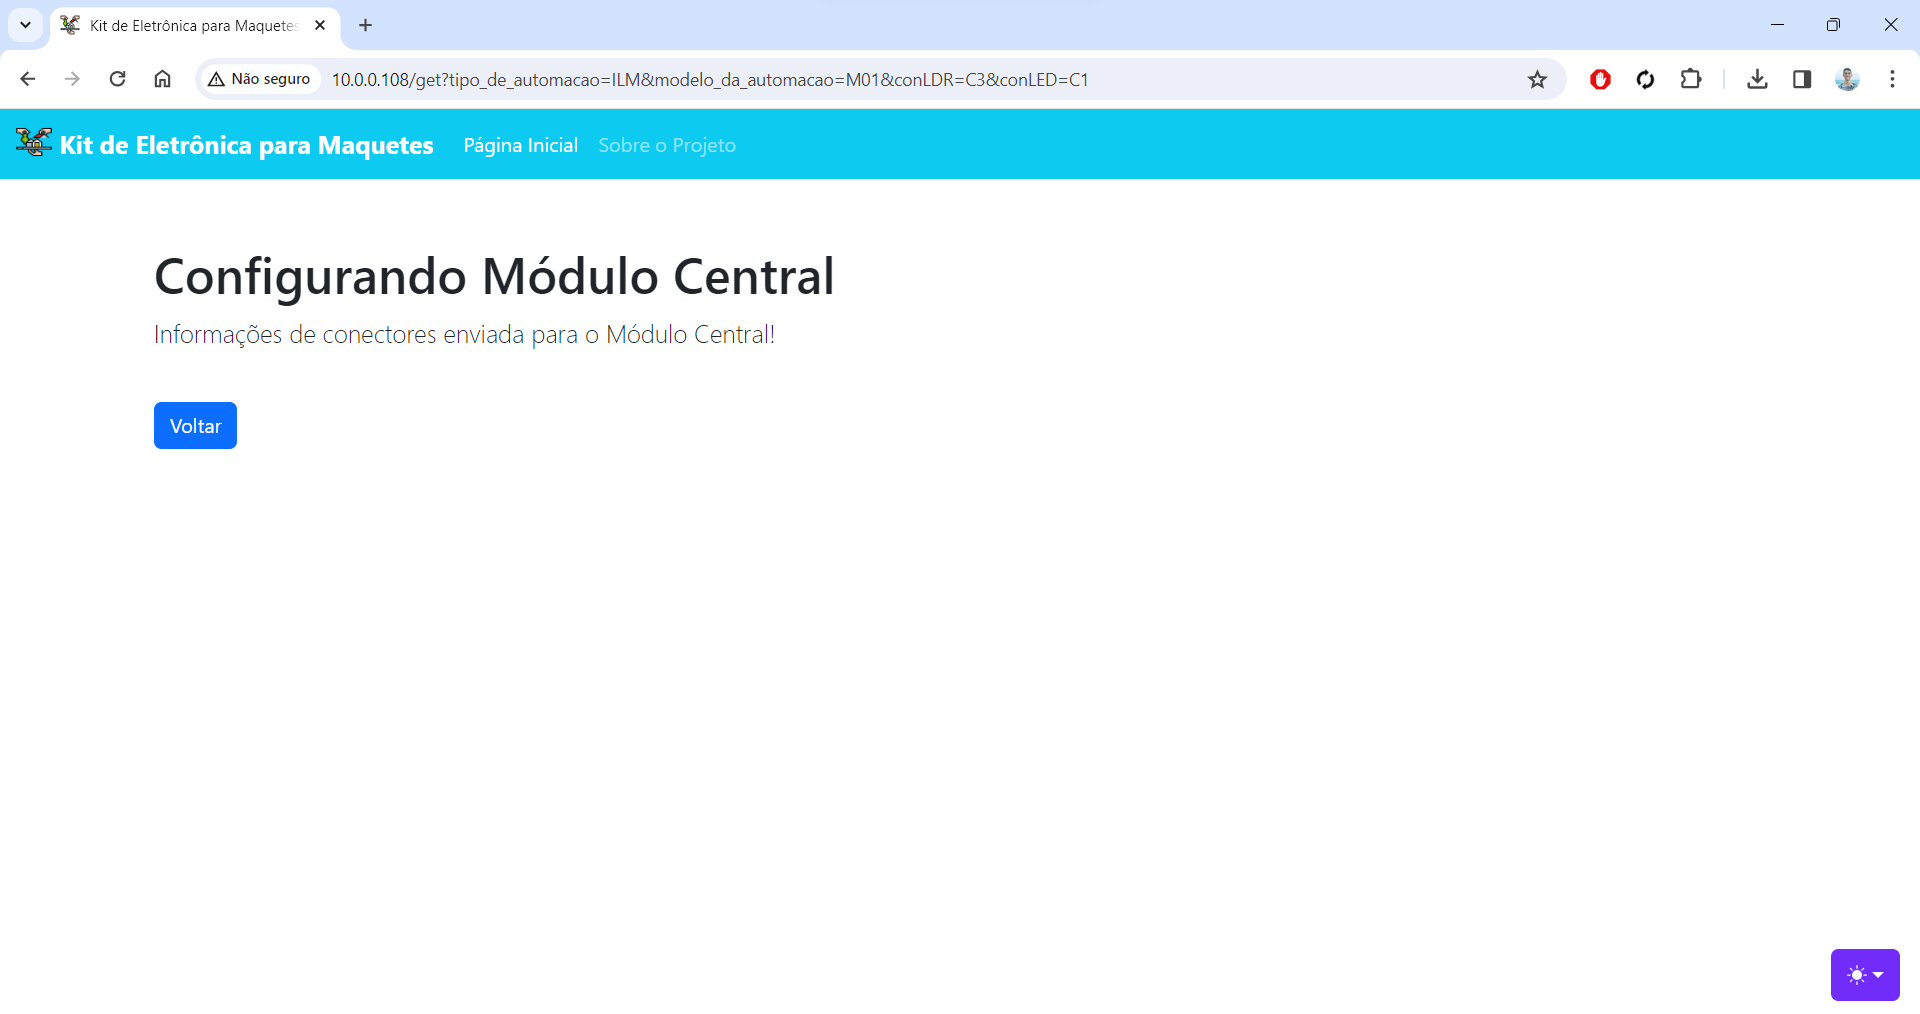 Kit de Eletrônica para Maquetes
Não seguro
10.0.0.108/get?tipo_de_automacao=ILM&modelo_da_automacao=M01&conLDR=C3&conLED=C1
Kit de Eletrônica para Maquetes
Página Inicial
Sobre o Projeto
Configurando Módulo Central
Informações de conectores enviada para o Módulo Central!
Voltar